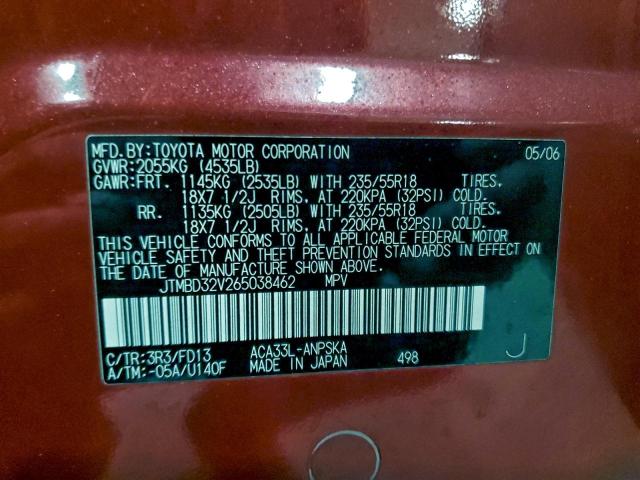 MFD. BY: TOYOTA MOTOR CORPORATION 05/06
GVWR: 2055KG (4535LB)
GAWR: FRT. 1145KG (2535LB) WITH 235/55R18 TIRES,
18X7 1/2J RIMS, AT 220KPA (32PSI) COLD.
RR. 1135KG (2505LB) WITH 235/55R18 TIRES,
18X7 1/2J RIMS, AT 220KPA (32PSI) COLD.
THIS VEHICLE CONFORMS TO ALL APPLICABLE FEDERAL MOTOR
VEHICLE SAFETY AND THEFT PREVENTION STANDARDS IN EFFECT ON
THE DATE OF MANUFACTURE SHOWN ABOVE.
JTMBD32V265038462 MPV
C/TR: 3R3/FD13 ACA33L-ANPSKA
A/TM: -05A/U140F MADE IN JAPAN 498 J